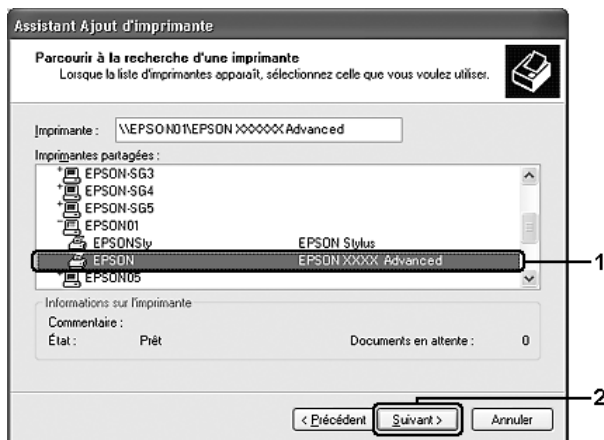 Assistant Ajout d'imprimante
Parcourir à la recherche d'une imprimante
Lorsque la liste d'imprimantes apparaît, sélectionnez celle que vous voulez utiliser.
Imprimante : \\EPSON01\EPSON XXXXXX Advanced
Imprimantes partagées :
EPSON-SG3
EPSON-SG4
EPSON-SG5
EPSON01
EPSONSty EPSON Stylus
EPSON EPSON XXXX Advanced
1
EPSON05
Informations sur l'imprimante
Commentaire :
État : Prêt Documents en attente : 0
2
< Précédent Suivant > Annuler